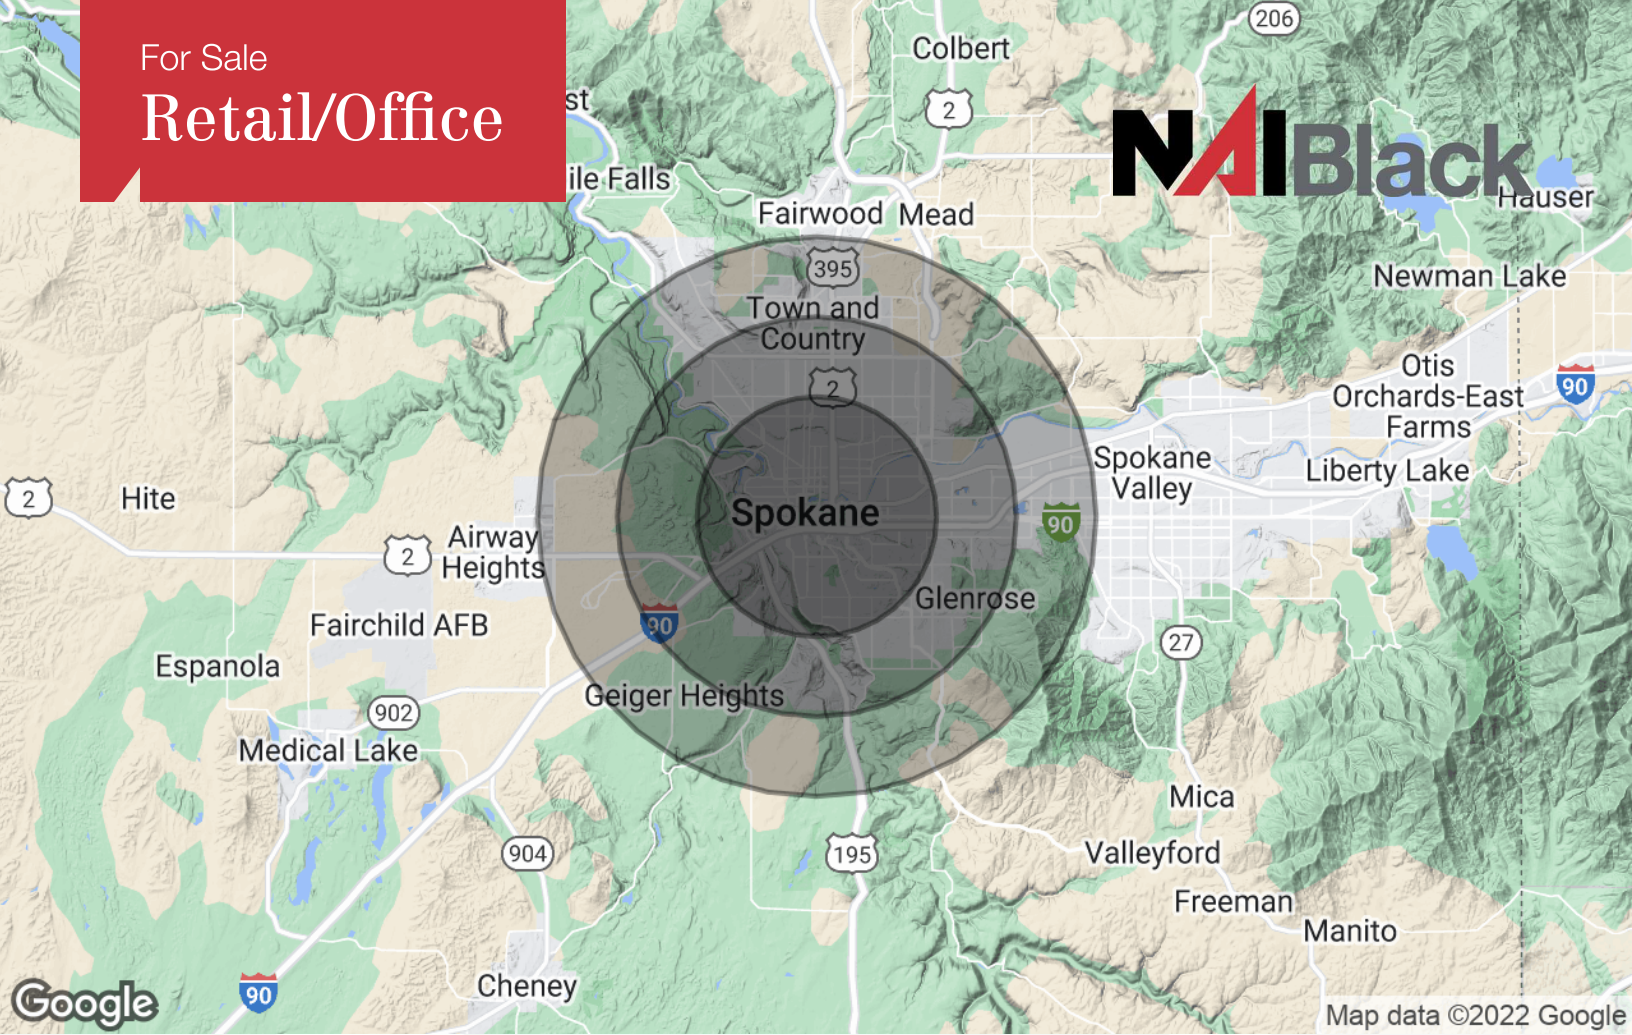 For Sale
Retail/Office
NAIBlack
206
Colbert
2
st
ile Falls
Fairwood
Mead
Hauser
395
Newman Lake
Town and
Country
2
Otis
Orchards-East
Farms
90
Spokane
Valley
Liberty Lake
2
Hite
Spokane
90
Airway
Heights
2
Glenrose
Fairchild AFB
90
27
Espanola
Geiger Heights
902
Medical Lake
Mica
904
195
Valleyford
Freeman
Manito
Cheney
90
Google
Map data ©2022 Google